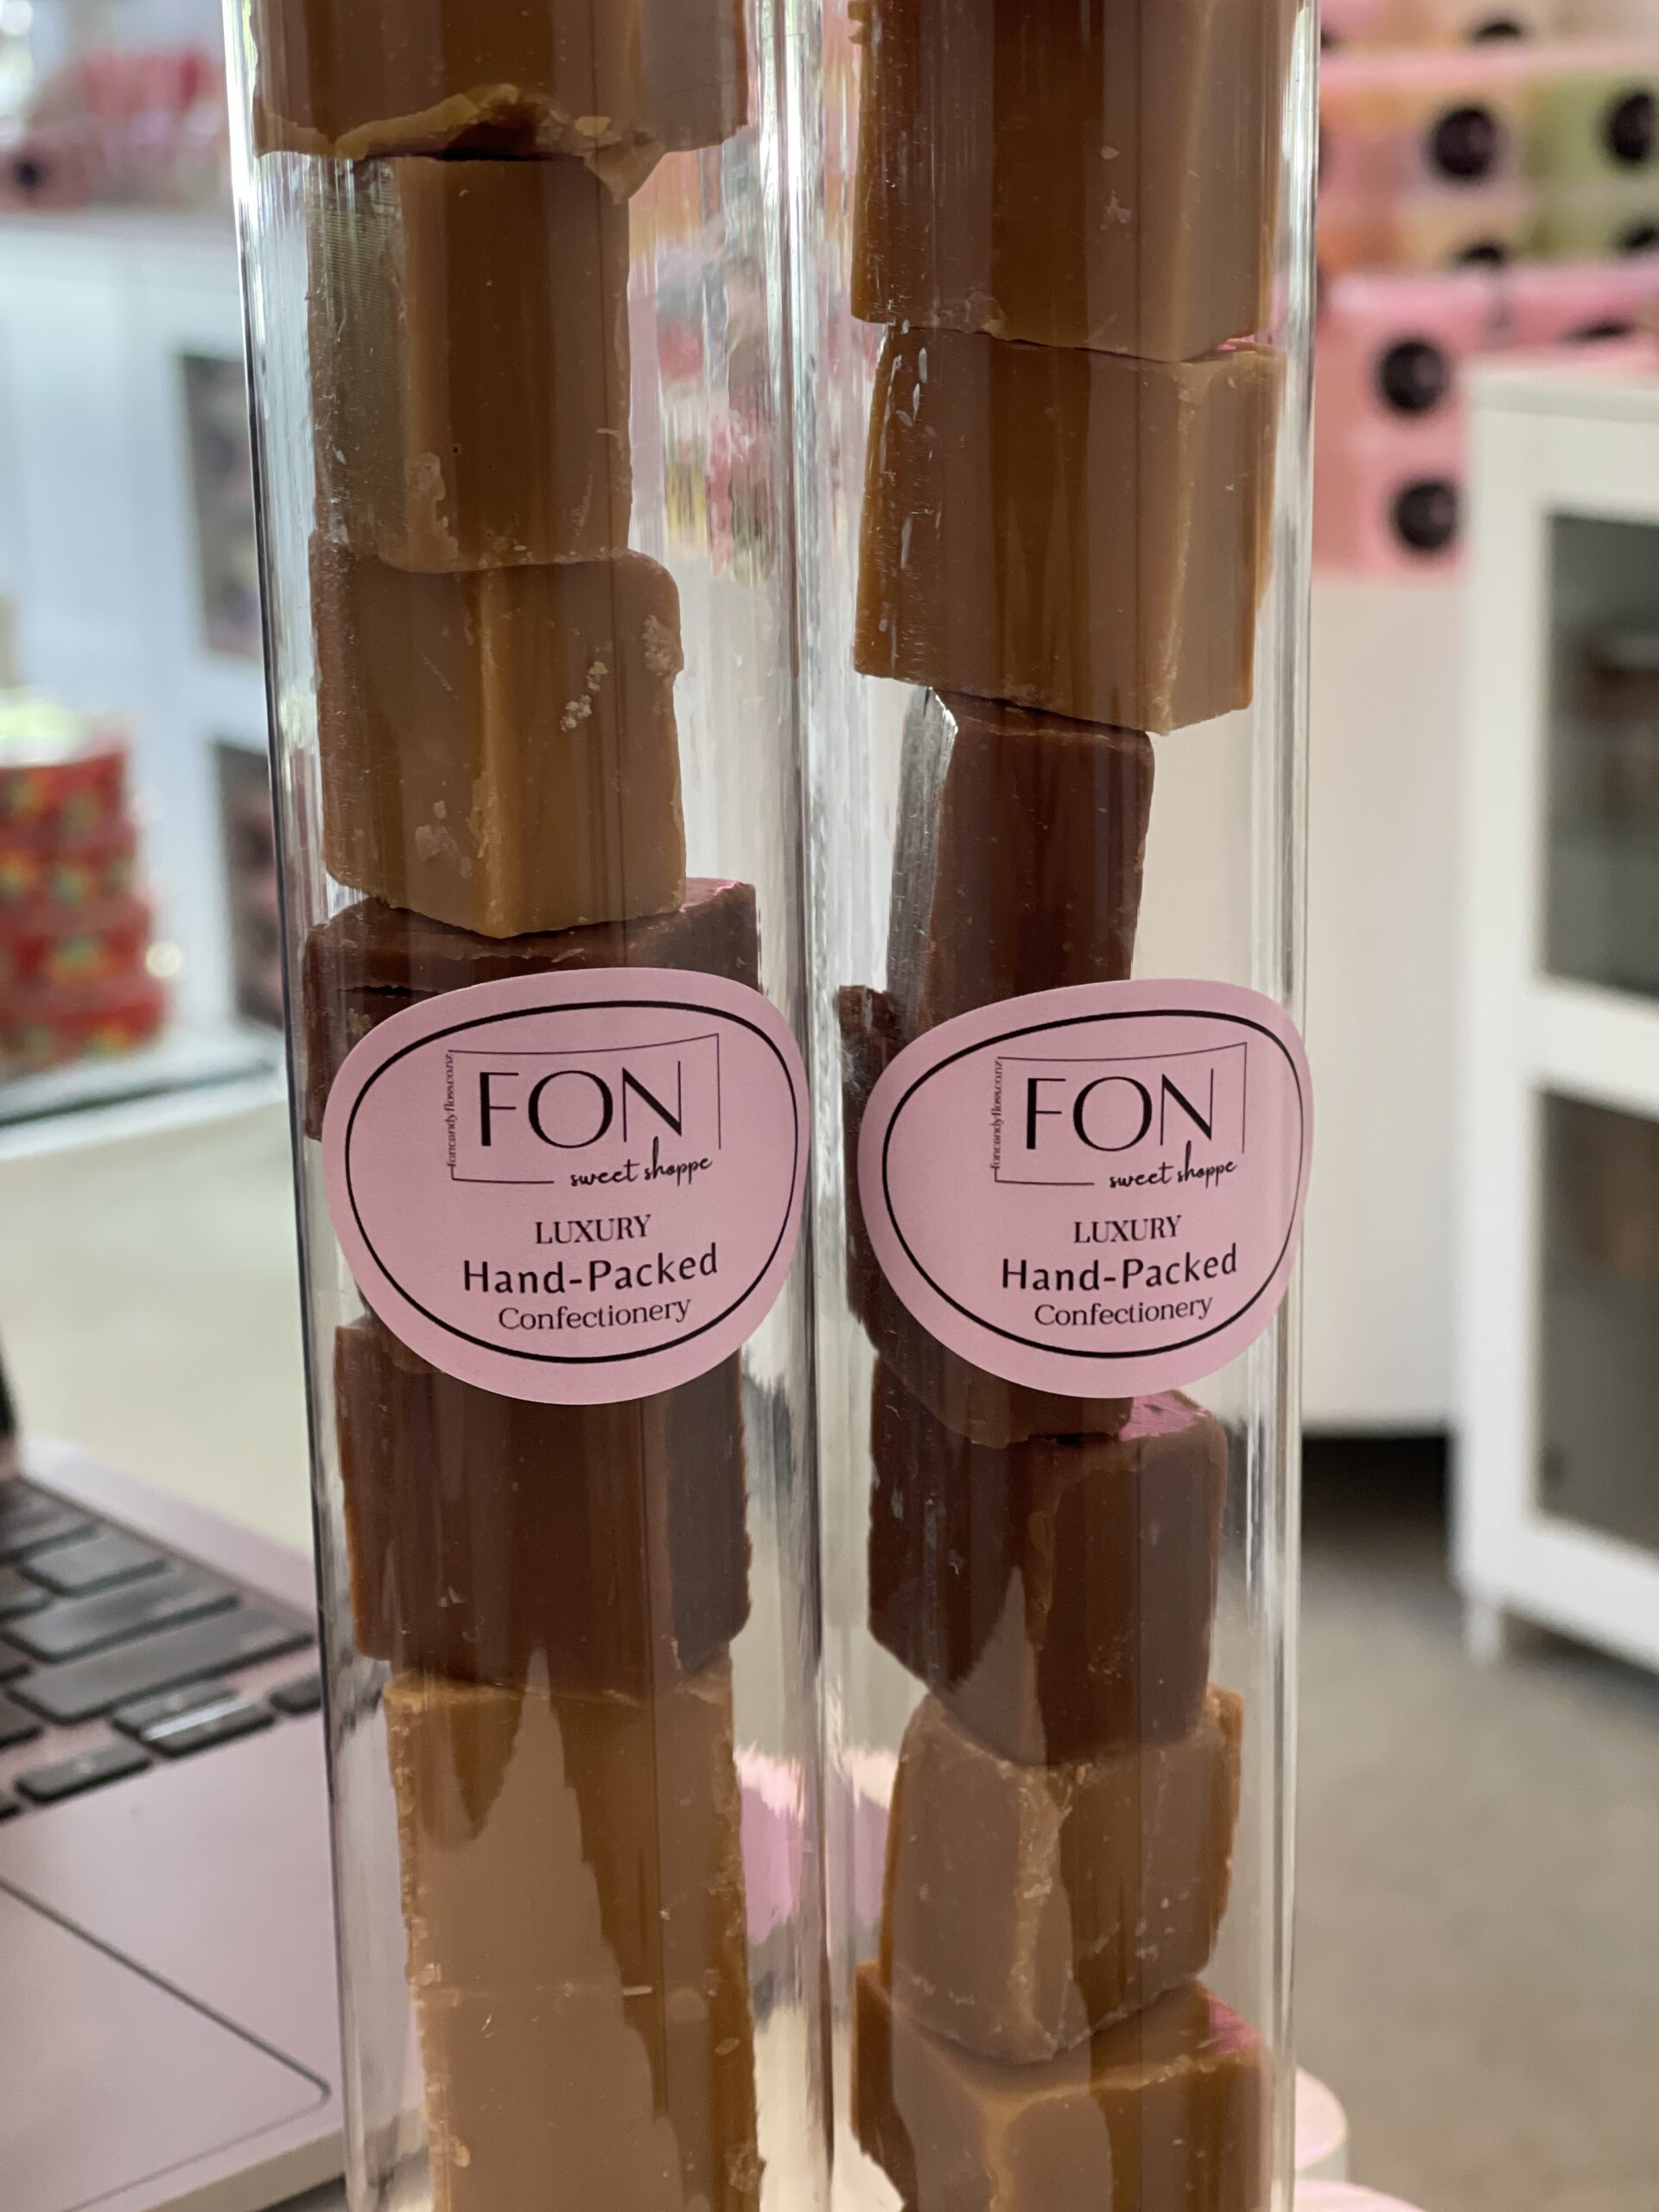 foncandyfloss.co.nz
FON
sweet shoppe
LUXURY
Hand-Packed
Confectionery
foncandyfloss.co.nz
FON
sweet shoppe
LUXURY
Hand-Packed
Confectionery